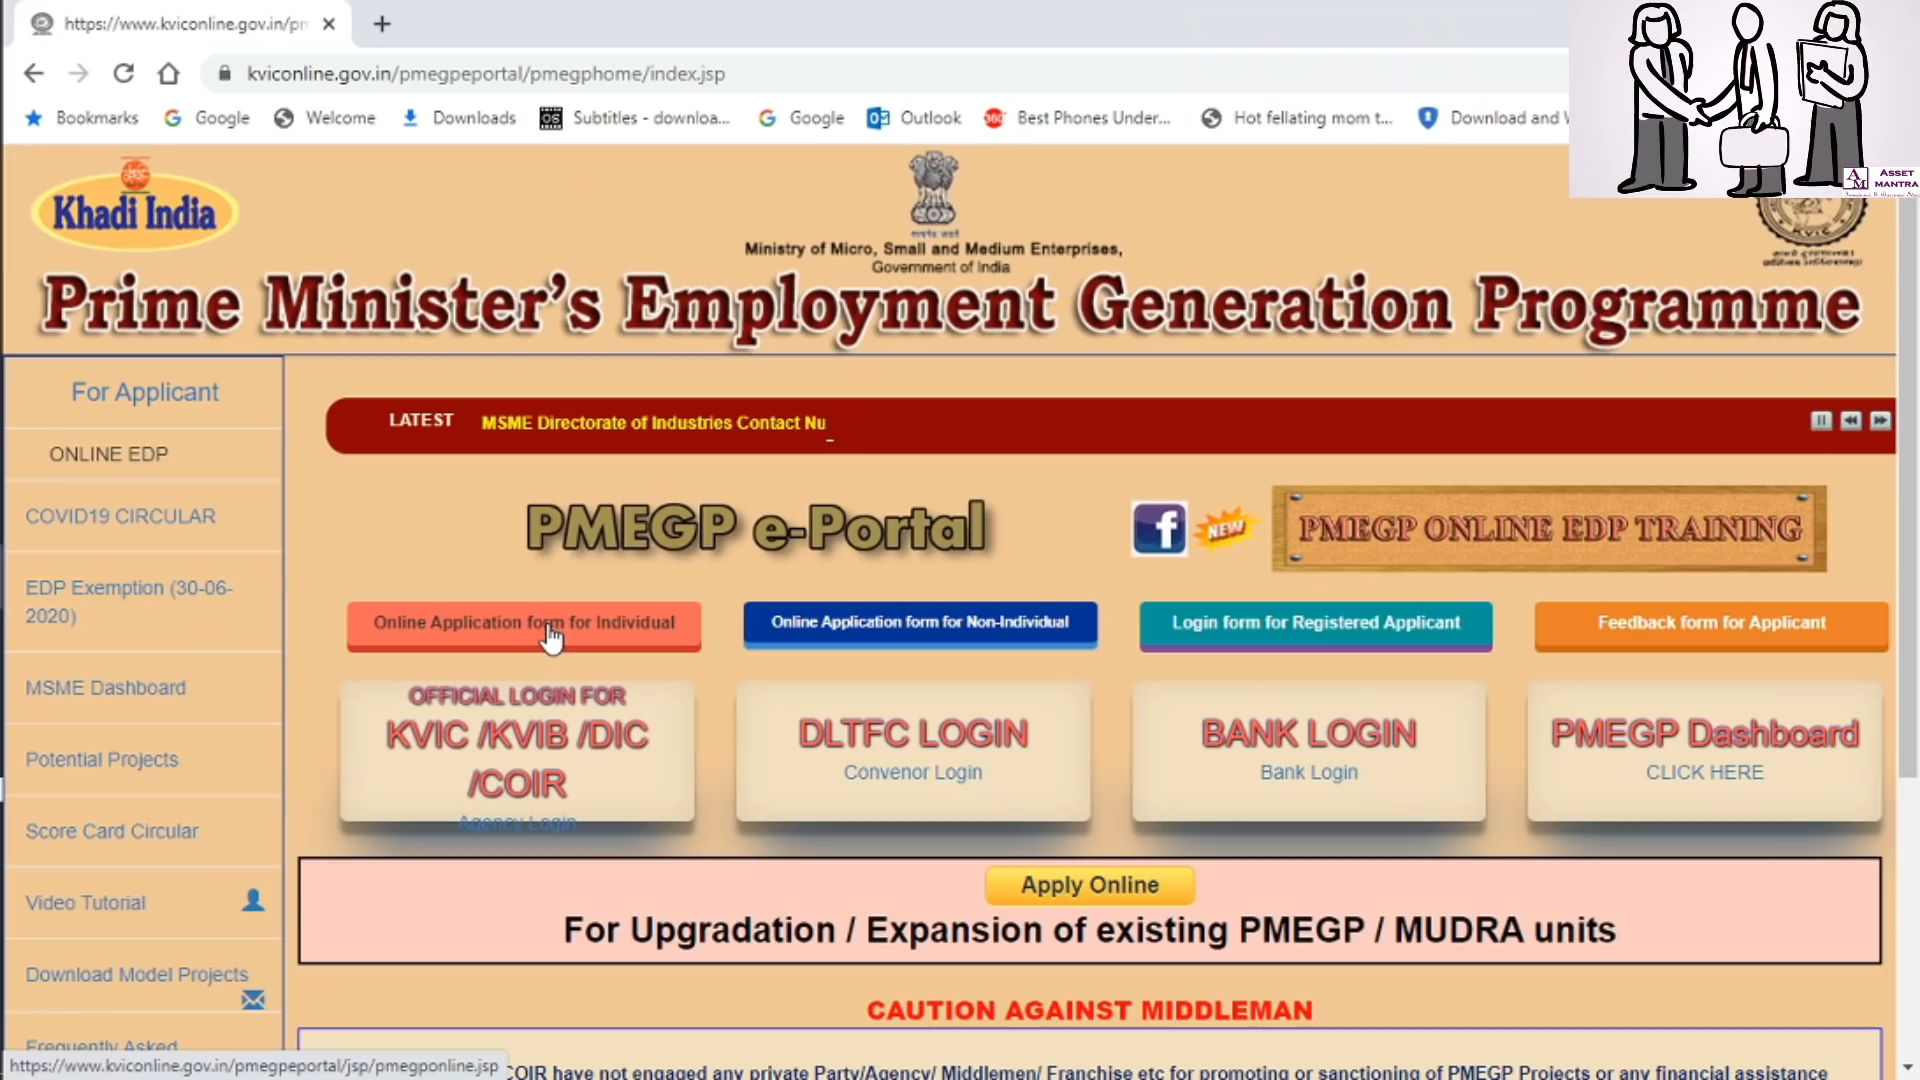 https://www.kviconline.gov.in/pm
kviconline.gov.in/pmegpeportal/pmegphome/index.jsp
Bookmarks Google Welcome Downloads OS Subtitles - downloa... Google Outlook Best Phones Under... Hot fellating mom t... Download and W
ASSET
MANTRA
Khadi India
Ministry of Micro, Small and Medium Enterprises,
Government of India
KVIC
Prime Minister's Employment Generation Programme
For Applicant
ONLINE EDP
COVID19 CIRCULAR
EDP Exemption (30-06-
2020)
MSME Dashboard
Potential Projects
Score Card Circular
Video Tutorial
Download Model Projects
Frequently Asked
LATEST MSME Directorate of Industries Contact Nu_
PMEGP e-Portal
f NEW
PMEGP ONLINE EDP TRAINING
Online Application form for Individual
Online Application form for Non-Individual
Login form for Registered Applicant
Feedback form for Applicant
OFFICIAL LOGIN FOR
KVIC /KVIB /DIC
/COIR
Agency Login
DLTFC LOGIN
Convenor Login
BANK LOGIN
Bank Login
PMEGP Dashboard
CLICK HERE
Apply Online
For Upgradation / Expansion of existing PMEGP / MUDRA units
CAUTION AGAINST MIDDLEMAN
COIR have not engaged any private Party/Agency/ Middlemen/ Franchise etc for promoting or sanctioning of PMEGP Projects or any financial assistance
https://www.kviconline.gov.in/pmegpeportal/jsp/pmegponline.jsp